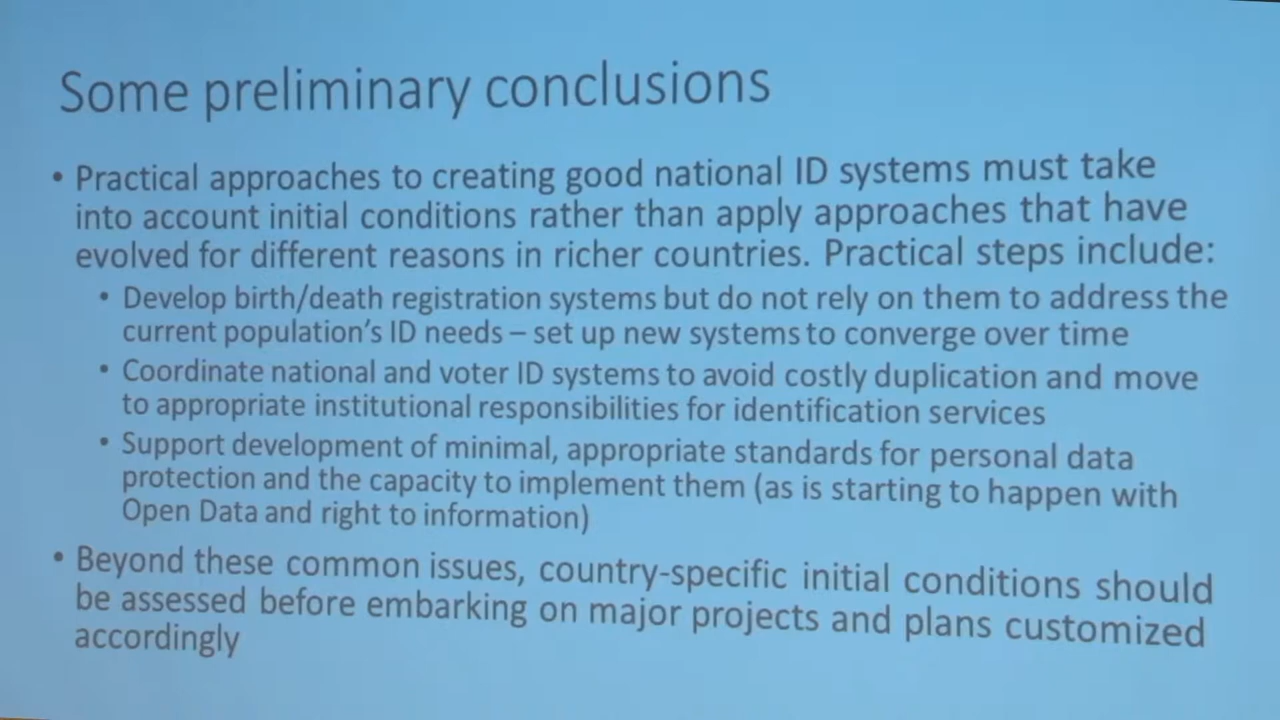 Some preliminary conclusions
• Practical approaches to creating good national ID systems must take
into account initial conditions rather than apply approaches that have
evolved for different reasons in richer countries. Practical steps include:
• Develop birth/death registration systems but do not rely on them to address the
current population's ID needs – set up new systems to converge over time
• Coordinate national and voter ID systems to avoid costly duplication and move
to appropriate institutional responsibilities for identification services
• Support development of minimal, appropriate standards for personal data
protection and the capacity to implement them (as is starting to happen with
Open Data and right to information)
• Beyond these common issues, country-specific initial conditions should
be assessed before embarking on major projects and plans customized
accordingly